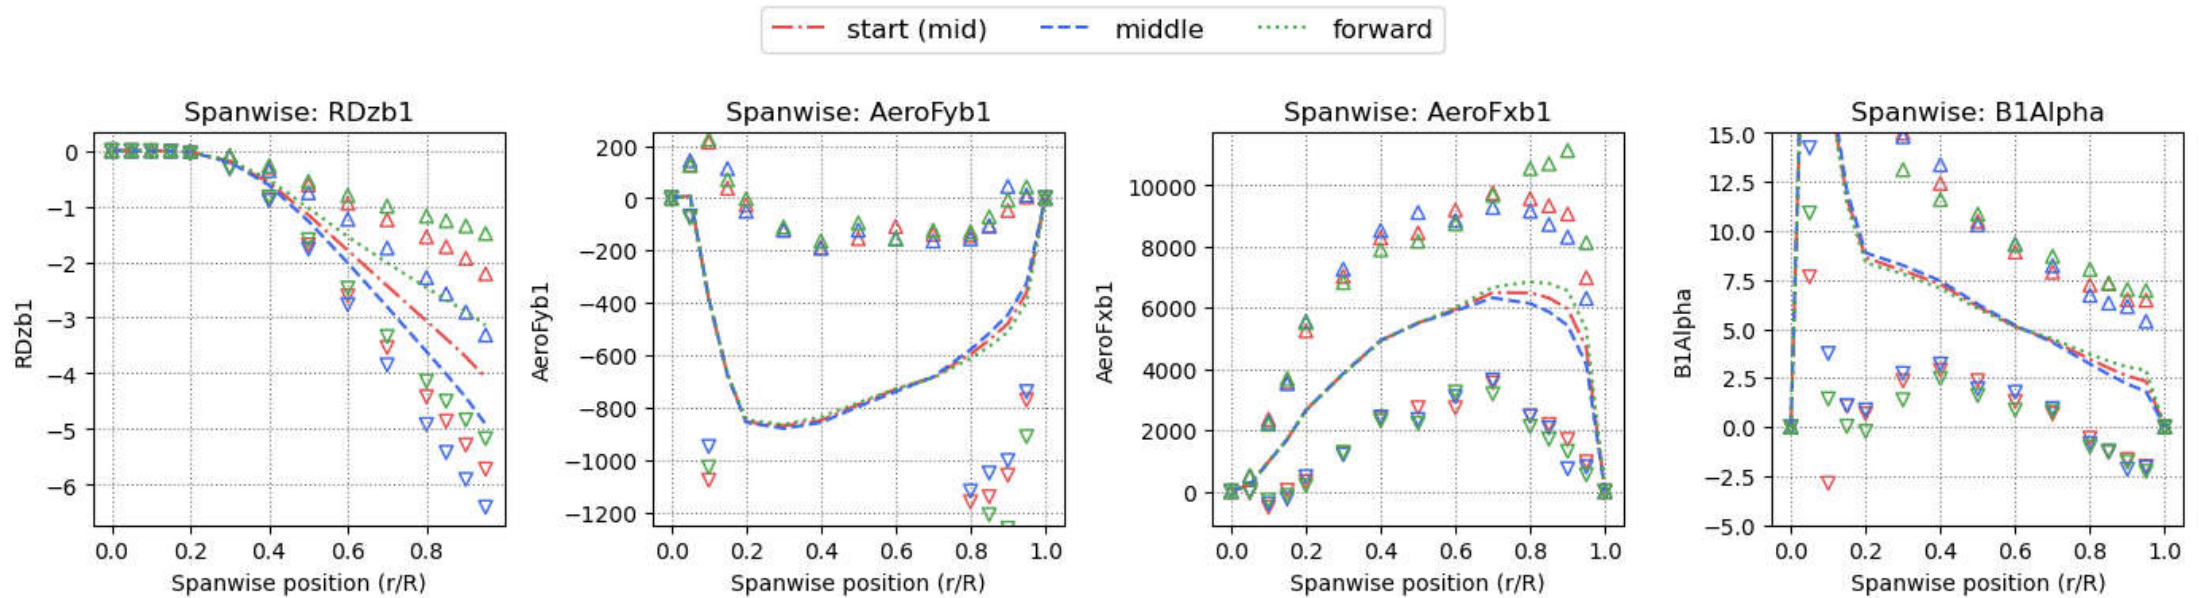 start (mid)
middle
forward
Spanwise: RDzb1
0
−1
−2
−3
−4
−5
−6
RDzb1
0.0 0.2 0.4 0.6 0.8
Spanwise position (r/R)
Spanwise: AeroFyb1
200
0
−200
−400
−600
−800
−1000
−1200
AeroFyb1
0.0 0.2 0.4 0.6 0.8 1.0
Spanwise position (r/R)
Spanwise: AeroFxb1
10000
8000
6000
4000
2000
0
AeroFxb1
0.0 0.2 0.4 0.6 0.8 1.0
Spanwise position (r/R)
Spanwise: B1Alpha
15.0
12.5
10.0
7.5
5.0
2.5
0.0
−2.5
−5.0
B1Alpha
0.0 0.2 0.4 0.6 0.8 1.0
Spanwise position (r/R)